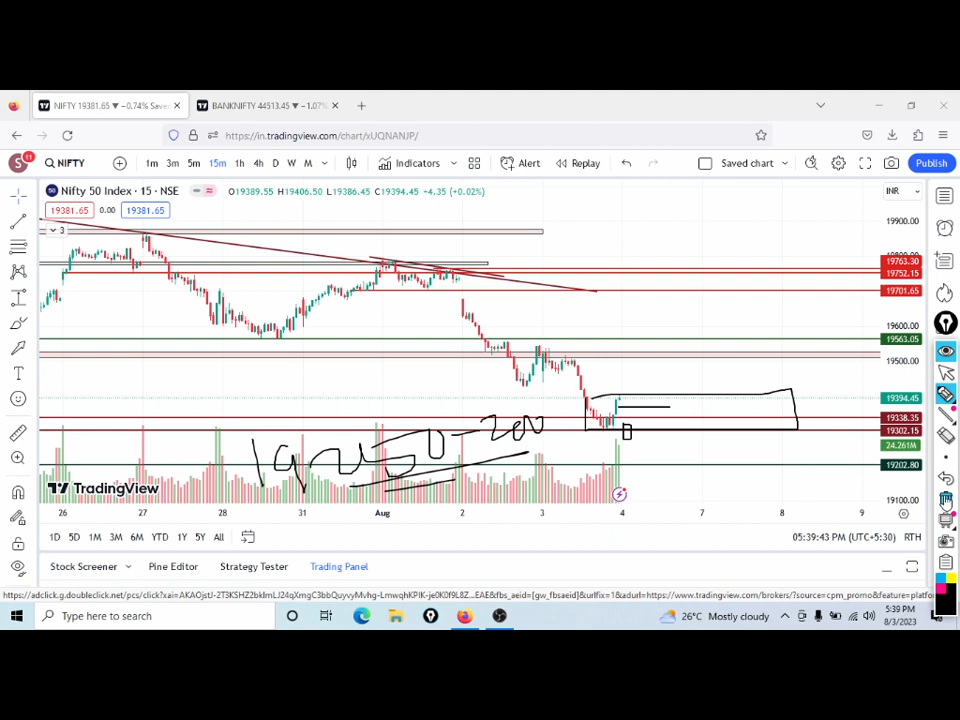 NIFTY 19381.65 ▼ −0.74% Save
BANKNIFTY 44513.45 ▼ −1.07%
https://in.tradingview.com/chart/xUQNANJP/
S 11 NIFTY 1m 3m 5m 15m 1h 4h D W M Indicators Alert Replay Saved chart Publish
50 Nifty 50 Index · 15 · NSE O19389.55 H19406.50 L19386.45 C19394.45 +4.35 (+0.02%) INR
19381.65 0.00 19381.65
3
19900.00
19763.30
19752.15
19701.65
19600.00
19563.05
19500.00
19394.45
19338.35
19302.15
24.261M
19202.80
19100.00
200
TradingView
26 27 28 31 Aug 2 3 4 7 8 9
1D 5D 1M 3M 6M YTD 1Y 5Y All 05:39:43 PM (UTC+5:30) RTH
Stock Screener Pine Editor Strategy Tester Trading Panel
Type here to search 26°C Mostly cloudy 5:39 PM
8/3/2023